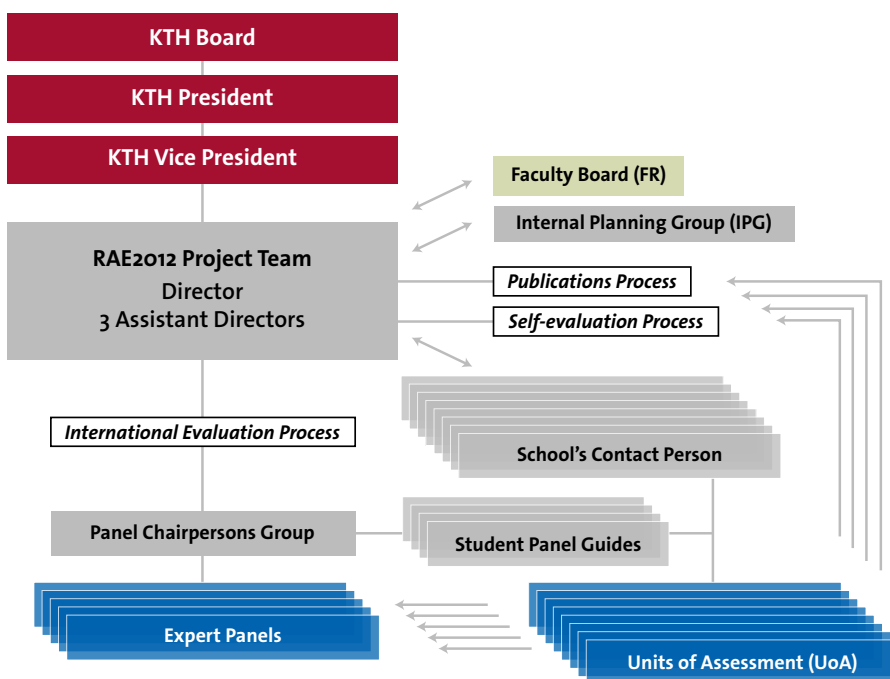 KTH Board
KTH President
KTH Vice President
Faculty Board (FR)
Internal Planning Group (IPG)
RAE2012 Project Team
Director
3 Assistant Directors
Publications Process
Self-evaluation Process
International Evaluation Process
School's Contact Person
Panel Chairpersons Group
Student Panel Guides
Expert Panels
Units of Assessment (UoA)